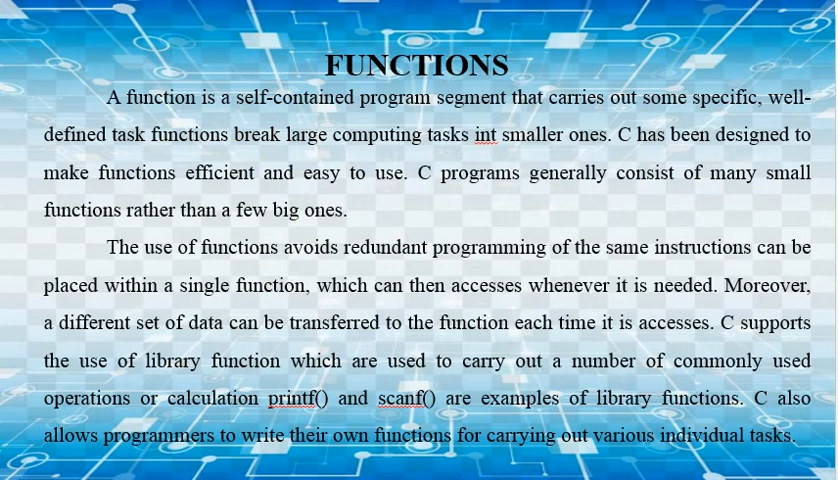 FUNCTIONS
A function is a self-contained program segment that carries out some specific, well-
defined task functions break large computing tasks int smaller ones. C has been designed to
make functions efficient and easy to use. C programs generally consist of many small
functions rather than a few big ones.
The use of functions avoids redundant programming of the same instructions can be
placed within a single function, which can then accesses whenever it is needed. Moreover,
a different set of data can be transferred to the function each time it is accesses. C supports
the use of library function which are used to carry out a number of commonly used
operations or calculation printf() and scanf() are examples of library functions. C also
allows programmers to write their own functions for carrying out various individual tasks.